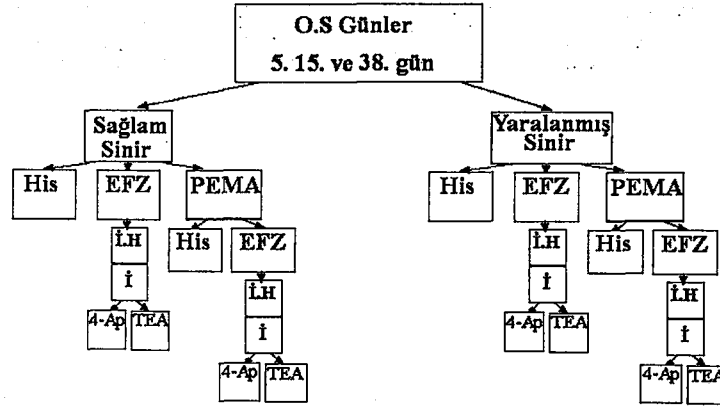 O.S Günler
5. 15. ve 38. gün
Sağlam
Sinir
Yaralanmış
Sinir
His
EFZ
PEMA
His
EFZ
PEMA
İ.H
His
EFZ
İ.H
His
EFZ
İ
İ.H
İ
İ.H
4-Ap
TEA
İ
4-Ap
TEA
İ
4-Ap
TEA
4-Ap
TEA